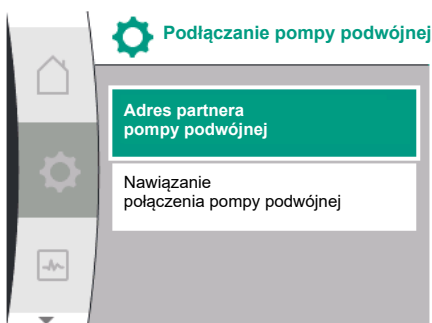 Podłączanie pompy podwójnej
Adres partnera
pompy podwójnej
Nawiązanie
połączenia pompy podwójnej